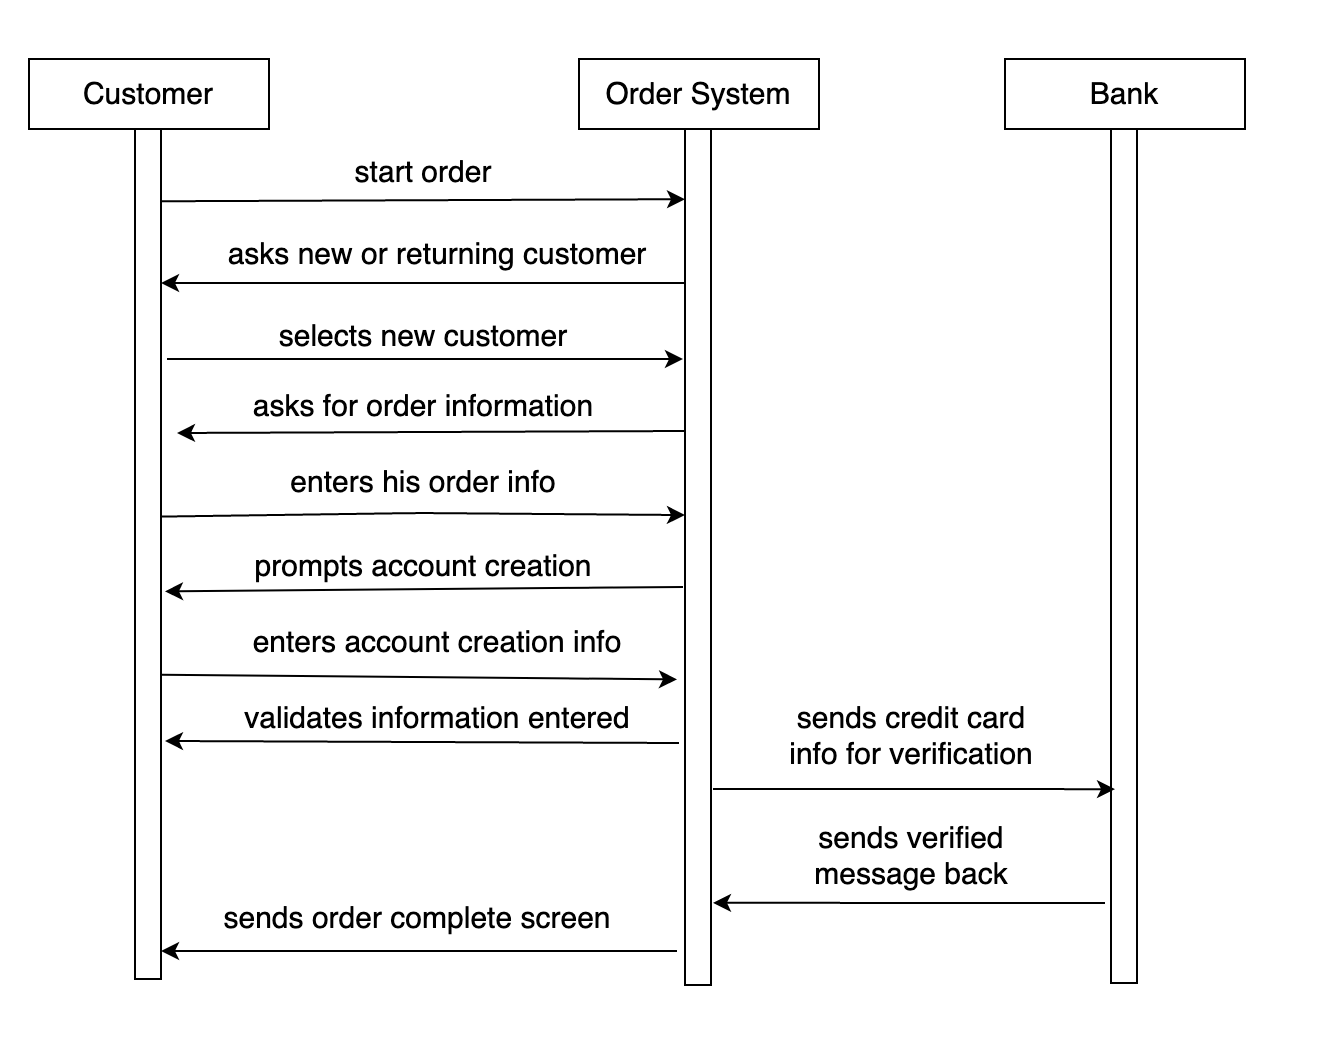 Customer
Order System
Bank
start order
asks new or returning customer
selects new customer
asks for order information
enters his order info
prompts account creation
enters account creation info
validates information entered
sends credit card
info for verification
sends verified
message back
sends order complete screen